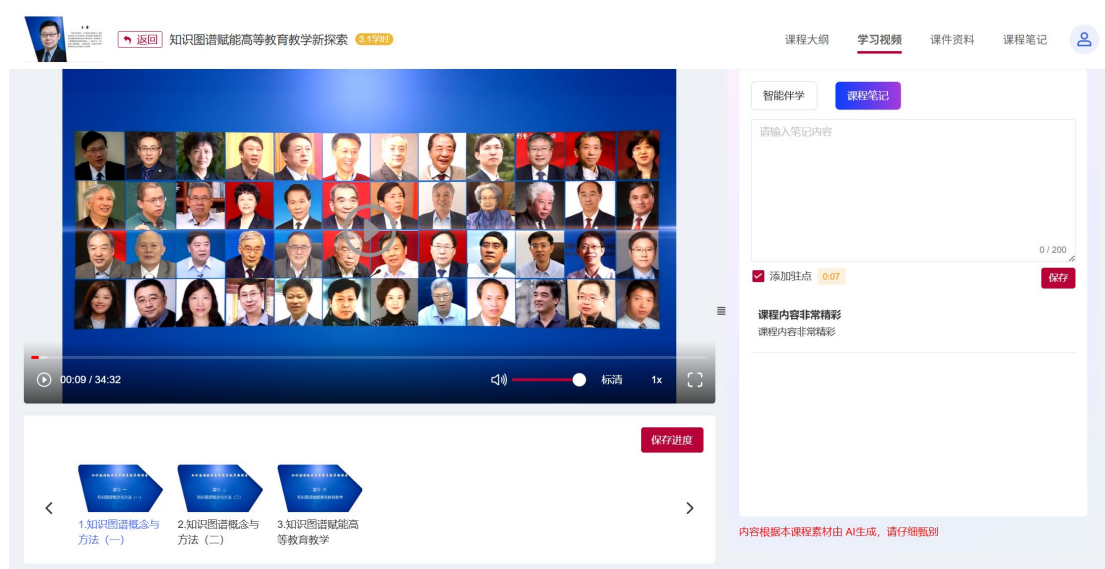 返回 知识图谱赋能高等教育教学新探索 3.1学时
课程大纲 学习视频 课件资料 课程笔记
智能伴学 课程笔记
请输入笔记内容
0 / 200
添加驻点 0:07 保存
课程内容非常精彩
课程内容非常精彩
00:09 / 34:32 标清 1x
保存进度
1.知识图谱概念与
方法（一）
2.知识图谱概念与
方法（二）
3.知识图谱赋能高
等教育教学
内容根据本课程素材由 AI生成，请仔细甄别